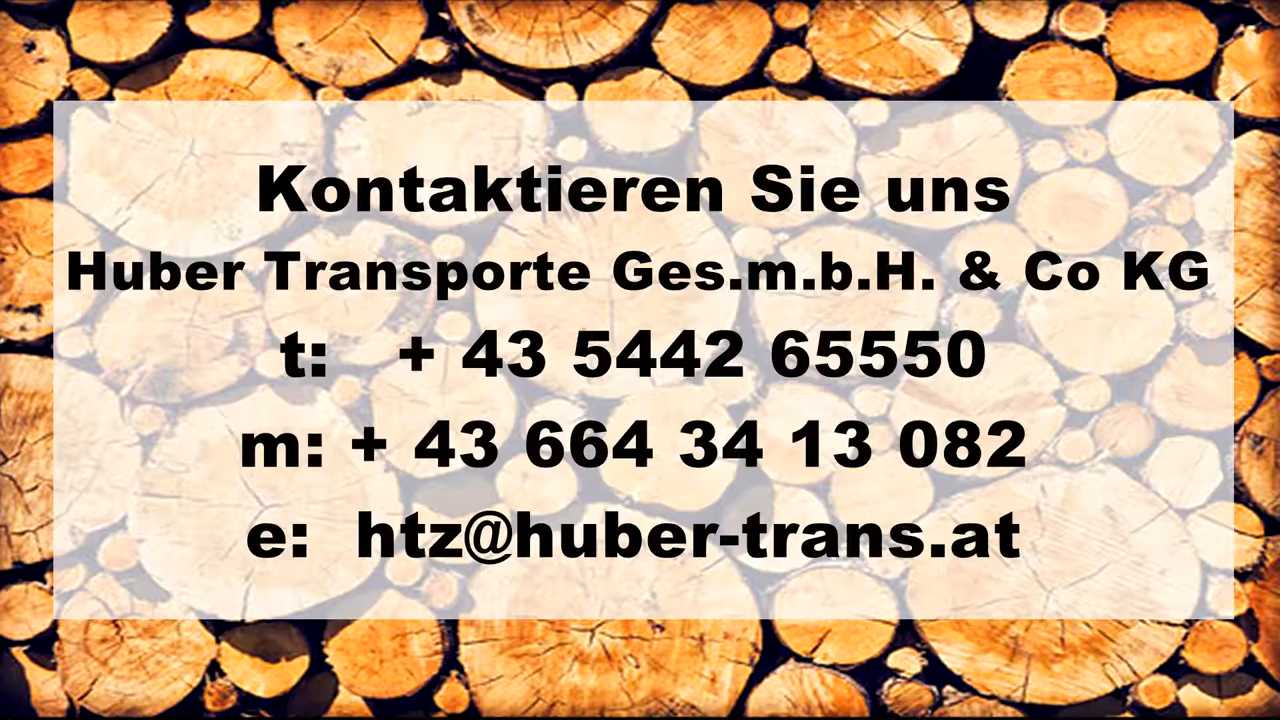 Kontaktieren Sie uns
Huber Transporte Ges.m.b.H. & Co KG
t: + 43 5442 65550
m: + 43 664 34 13 082
e: htz@huber-trans.at